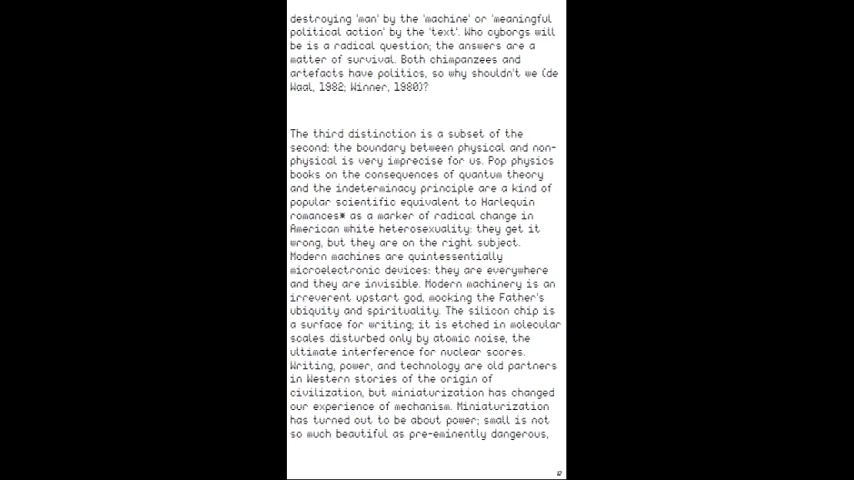 destroying 'man' by the 'machine' or 'meaningful
political action' by the 'text'. Who cyborgs will
be is a radical question; the answers are a
matter of survival. Both chimpanzees and
artefacts have politics, so why shouldn't we (de
Waal, 1982; Winner, 1980)?
The third distinction is a subset of the
second: the boundary between physical and non-
physical is very imprecise for us. Pop physics
books on the consequences of quantum theory
and the indeterminacy principle are a kind of
popular scientific equivalent to Harlequin
romances* as a marker of radical change in
American white heterosexuality: they get it
wrong, but they are on the right subject.
Modern machines are quintessentially
microelectronic devices: they are everywhere
and they are invisible. Modern machinery is an
irreverent upstart god, mocking the Father's
ubiquity and spirituality. The silicon chip is
a surface for writing; it is etched in molecular
scales disturbed only by atomic noise, the
ultimate interference for nuclear scores.
Writing, power, and technology are old partners
in Western stories of the origin of
civilization, but miniaturization has changed
our experience of mechanism. Miniaturization
has turned out to be about power; small is not
so much beautiful as pre-eminently dangerous,